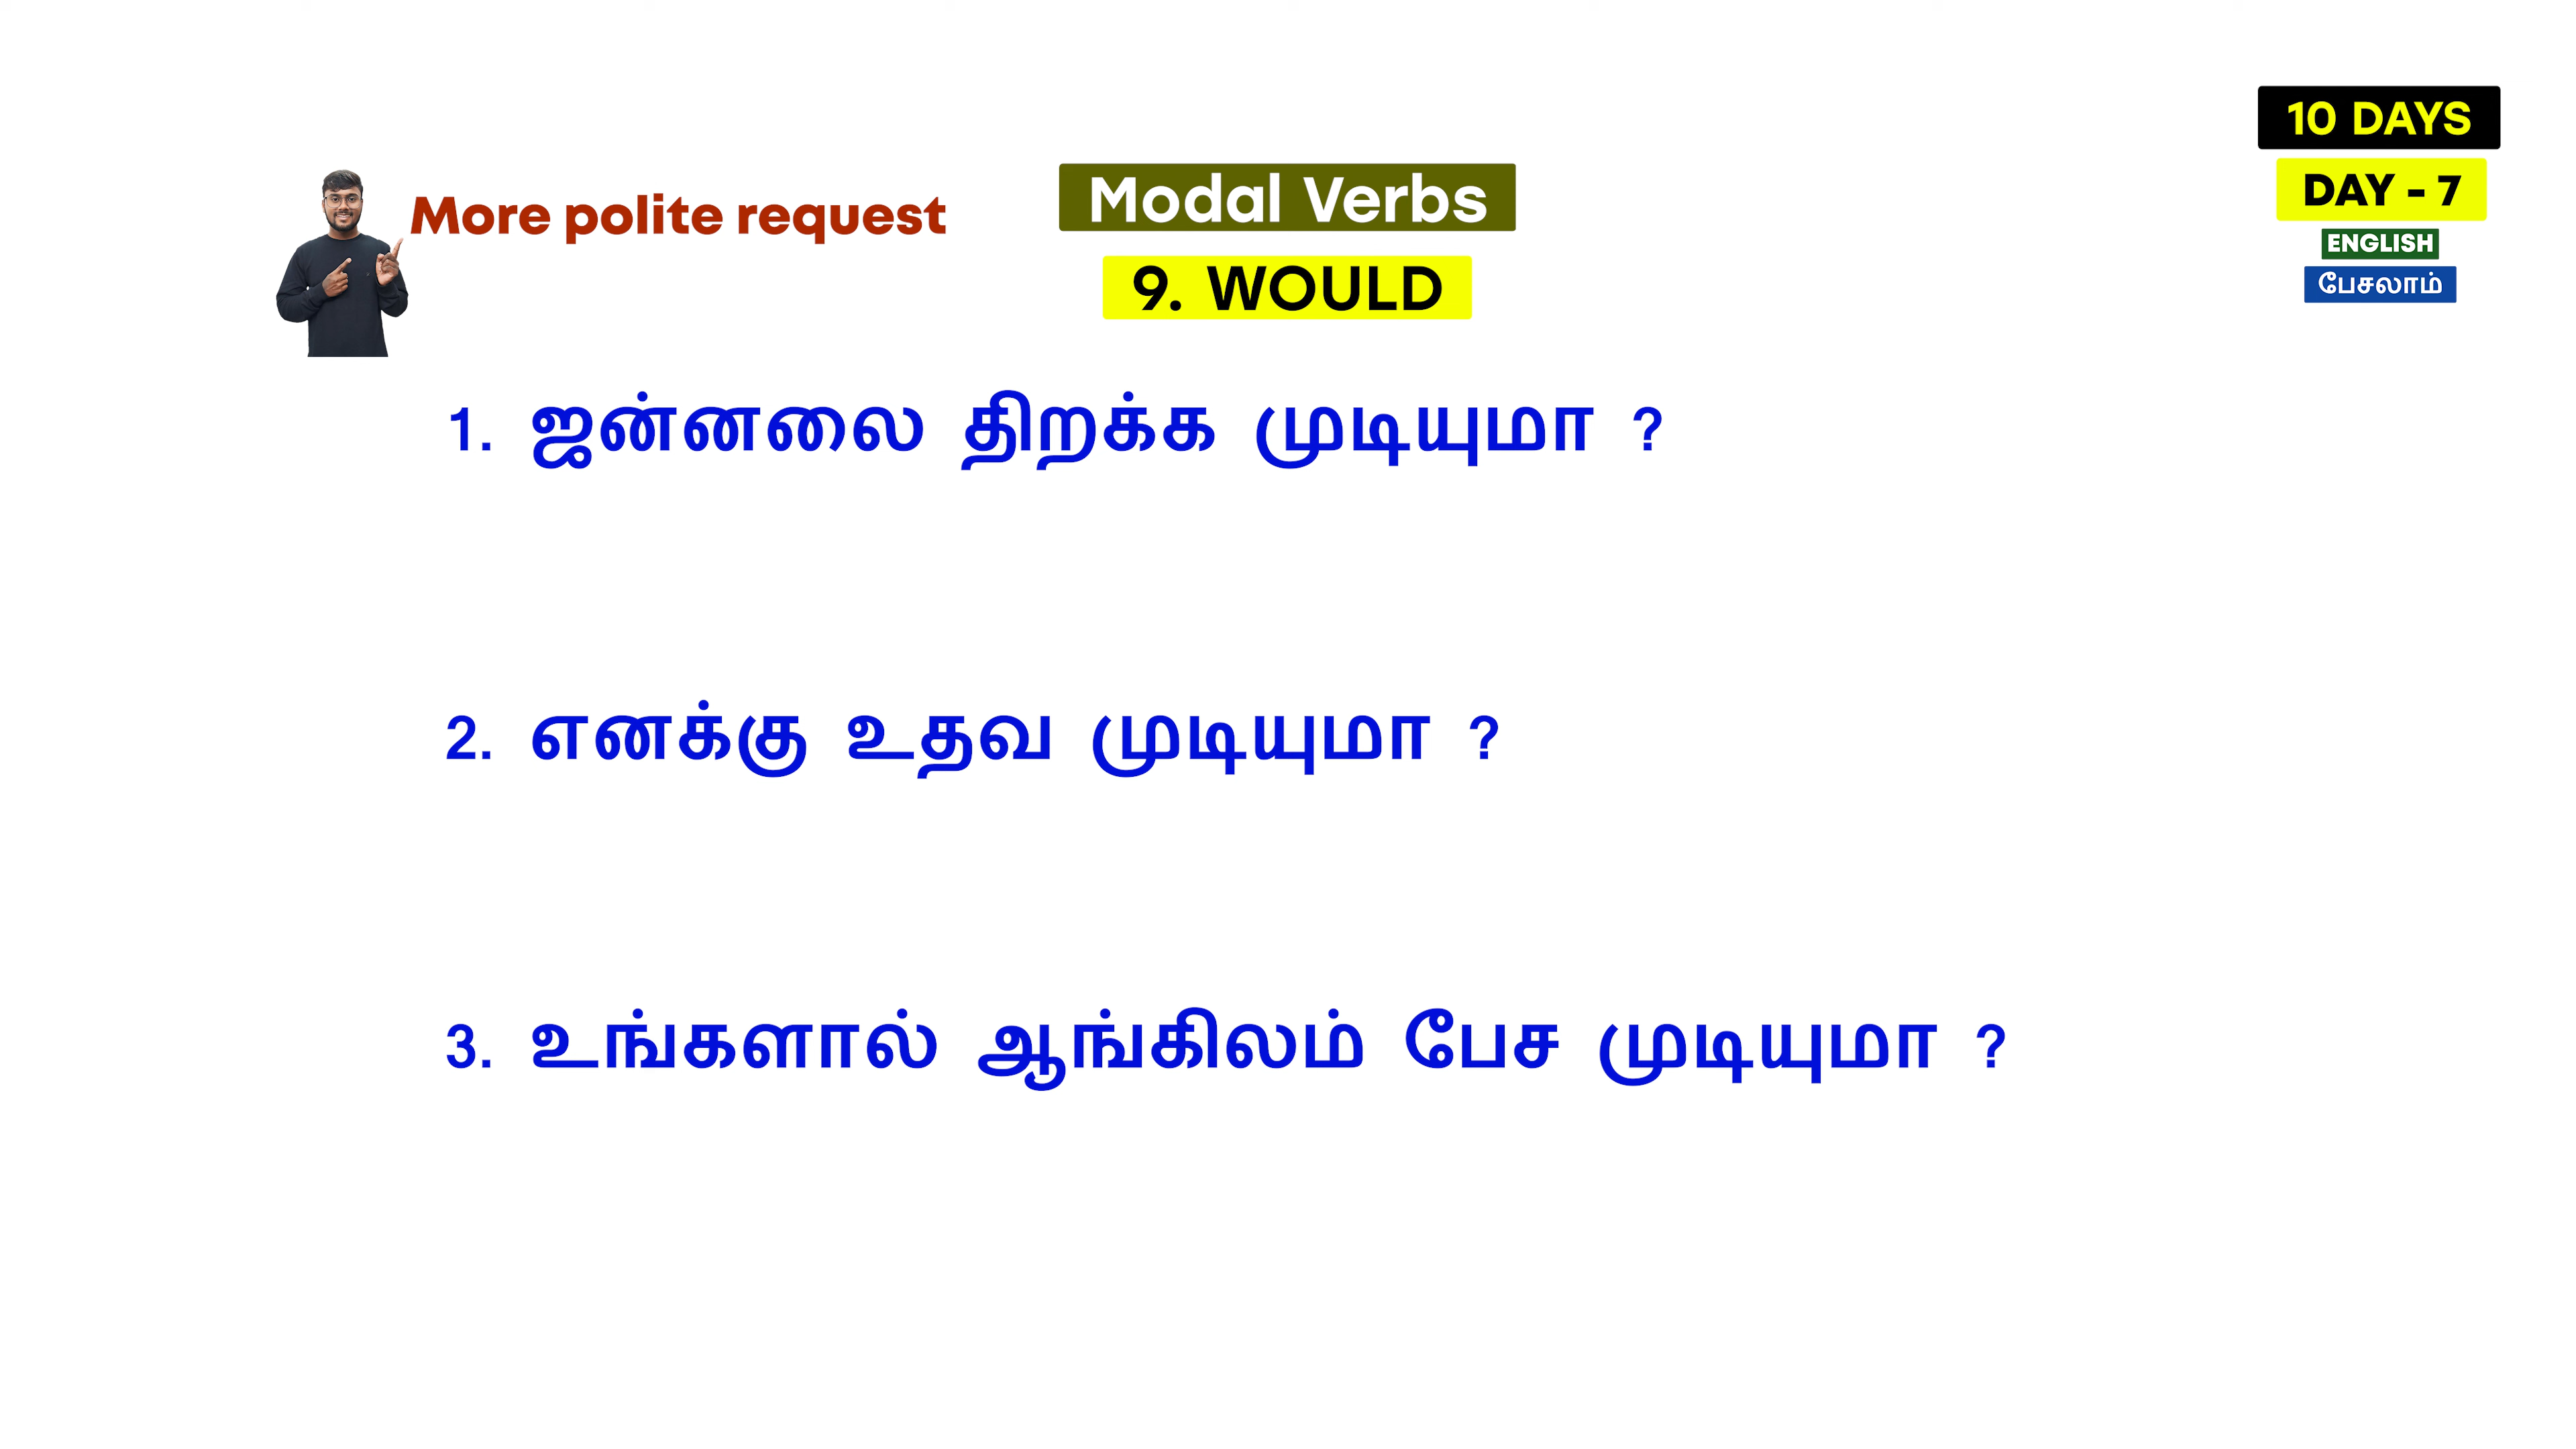 10 DAYS
DAY - 7
ENGLISH
பேசலாம்
More polite request
Modal Verbs
9. WOULD
1. ஜன்னலை திறக்க முடியுமா ?
2. எனக்கு உதவ முடியுமா ?
3. உங்களால் ஆங்கிலம் பேச முடியுமா ?